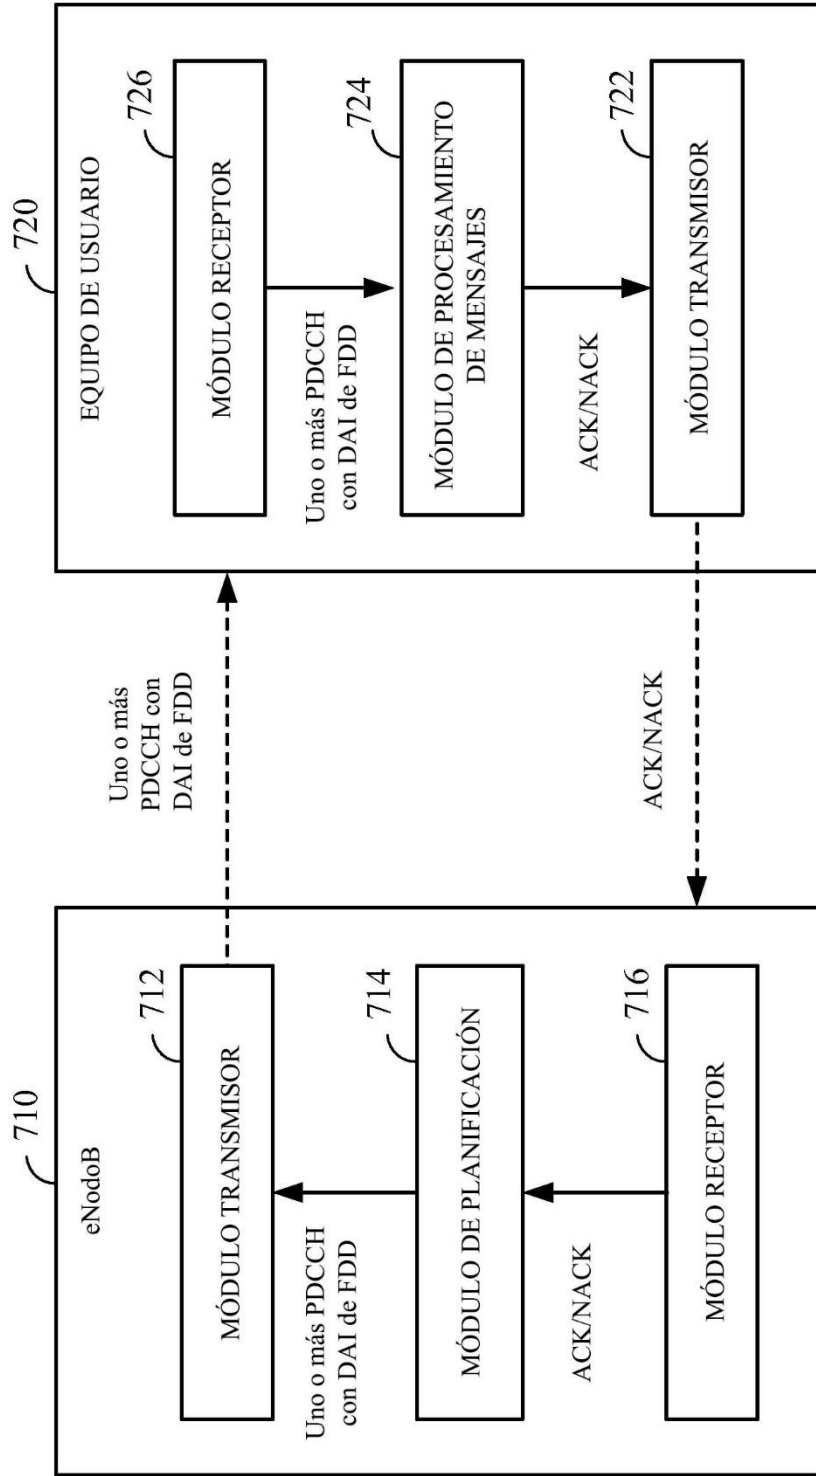 710
eNodoB
712
MÓDULO TRANSMISOR
Uno o más PDCCH
con DAI de FDD
714
MÓDULO DE PLANIFICACIÓN
ACK/NACK
716
MÓDULO RECEPTOR
Uno o más
PDCCH con
DAI de FDD
ACK/NACK
720
EQUIPO DE USUARIO
726
MÓDULO RECEPTOR
Uno o más PDCCH
con DAI de FDD
724
MÓDULO DE PROCESAMIENTO
DE MENSAJES
ACK/NACK
722
MÓDULO TRANSMISOR